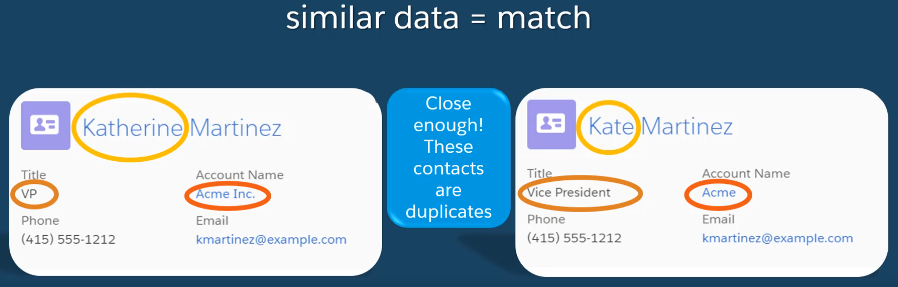 similar data = match
Katherine Martinez
Title
Account Name
VP
Acme Inc.
Phone
Email
(415) 555-1212
kmartinez@example.com
Close
enough!
These
contacts
are
duplicates
Kate Martinez
Title
Account Name
Vice President
Acme
Phone
Email
(415) 555-1212
kmartinez@example.com